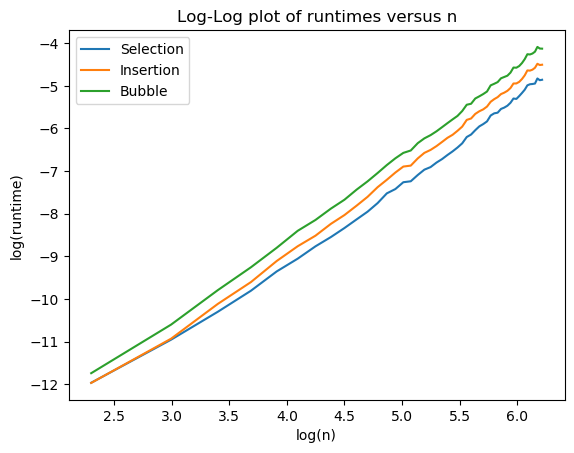 Log-Log plot of runtimes versus n
Selection
Insertion
Bubble
log(runtime)
−4
−5
−6
−7
−8
−9
−10
−11
−12
2.5 3.0 3.5 4.0 4.5 5.0 5.5 6.0
log(n)